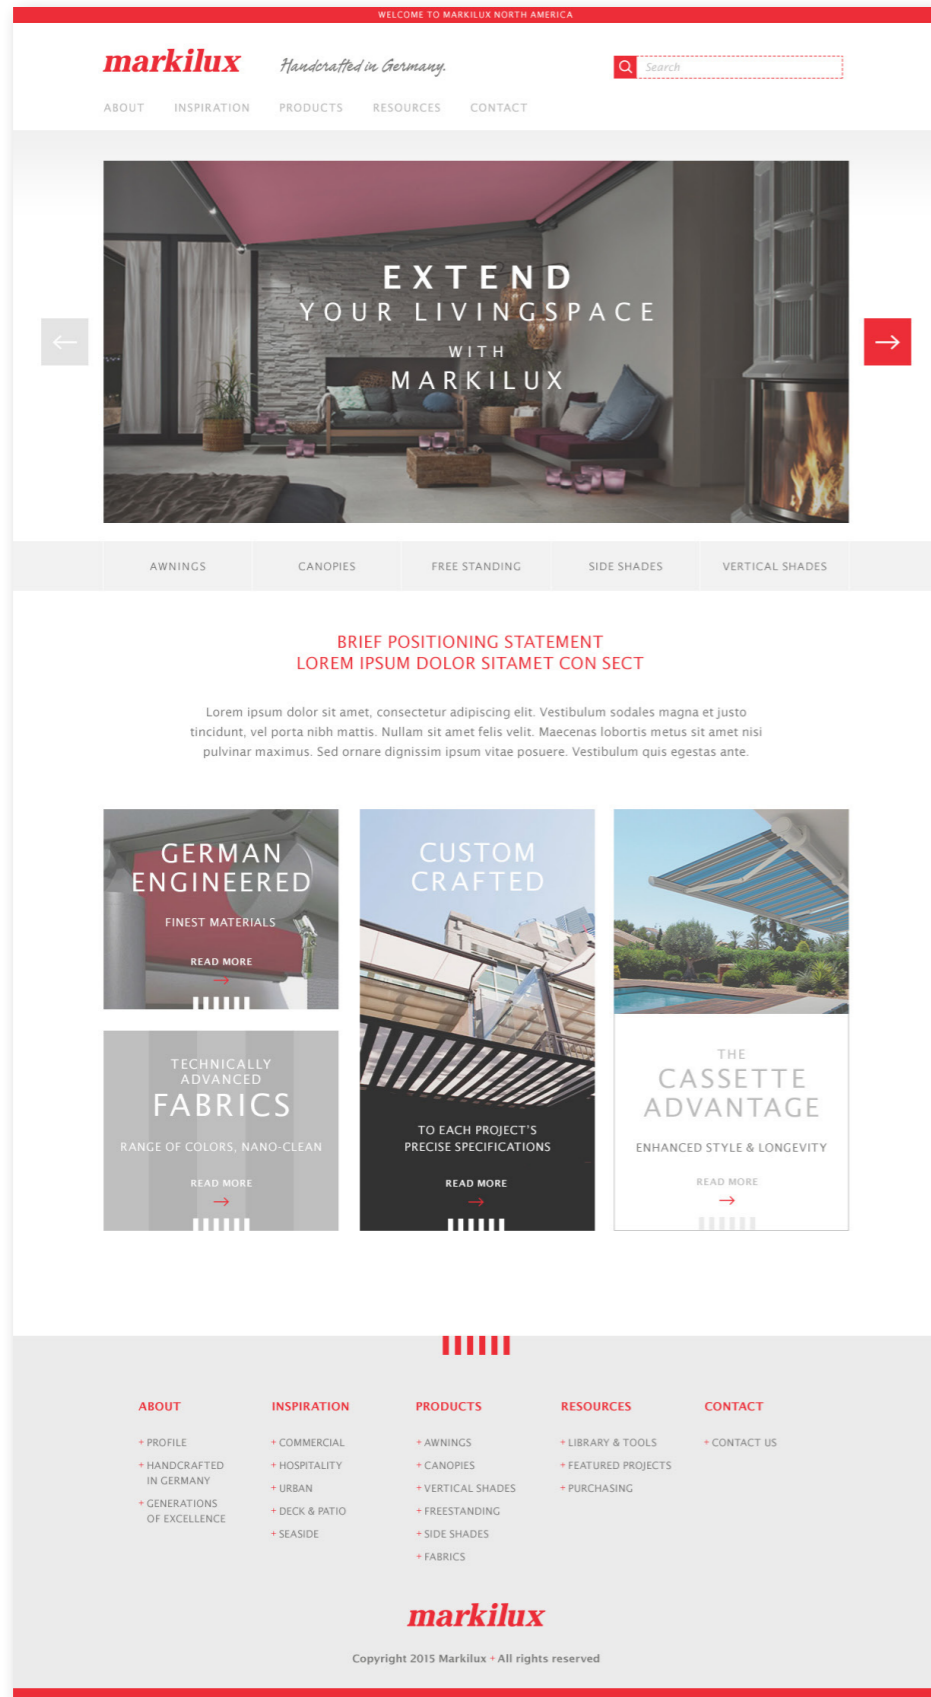 WELCOME TO MARKILUX NORTH AMERICA
markilux
Handcrafted in Germany.
Search
ABOUT INSPIRATION PRODUCTS RESOURCES CONTACT
EXTEND
YOUR LIVINGSPACE
WITH
MARKILUX
AWNINGS CANOPIES FREE STANDING SIDE SHADES VERTICAL SHADES
BRIEF POSITIONING STATEMENT
LOREM IPSUM DOLOR SITAMET CON SECT
Lorem ipsum dolor sit amet, consectetur adipiscing elit. Vestibulum sodales magna et justo
tincidunt, vel porta nibh mattis. Nullam sit amet felis velit. Maecenas lobortis metus sit amet nisi
pulvinar maximus. Sed ornare dignissim ipsum vitae posuere. Vestibulum quis egestas ante.
GERMAN
ENGINEERED
FINEST MATERIALS
READ MORE
TECHNICALLY
ADVANCED
FABRICS
RANGE OF COLORS, NANO-CLEAN
READ MORE
CUSTOM
CRAFTED
TO EACH PROJECT'S
PRECISE SPECIFICATIONS
READ MORE
THE
CASSETTE
ADVANTAGE
ENHANCED STYLE & LONGEVITY
READ MORE
ABOUT
+ PROFILE
+ HANDCRAFTED
IN GERMANY
+ GENERATIONS
OF EXCELLENCE
INSPIRATION
+ COMMERCIAL
+ HOSPITALITY
+ URBAN
+ DECK & PATIO
+ SEASIDE
PRODUCTS
+ AWNINGS
+ CANOPIES
+ VERTICAL SHADES
+ FREESTANDING
+ SIDE SHADES
+ FABRICS
RESOURCES
+ LIBRARY & TOOLS
+ FEATURED PROJECTS
+ PURCHASING
CONTACT
+ CONTACT US
markilux
Copyright 2015 Markilux + All rights reserved